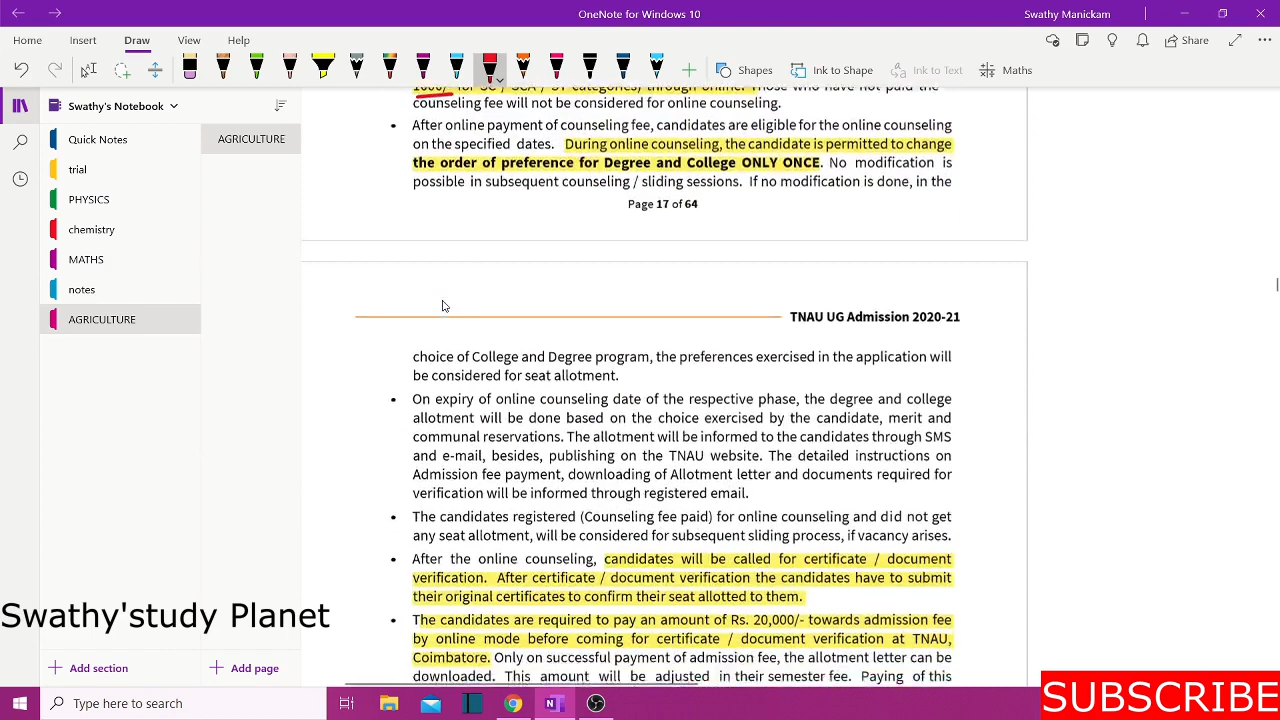 OneNote for Windows 10
Swathy Manickam
Home Insert Draw View Help
Share
Shapes Ink to Shape Ink to Text Maths
Swathy's Notebook
Quick Notes
trial
PHYSICS
chemistry
MATHS
notes
AGRICULTURE
AGRICULTURE
1000/- for SC / SCA / ST categories) through online. Those who have not paid the
counseling fee will not be considered for online counseling.
• After online payment of counseling fee, candidates are eligible for the online counseling
on the specified dates. During online counseling, the candidate is permitted to change
the order of preference for Degree and College ONLY ONCE. No modification is
possible in subsequent counseling / sliding sessions. If no modification is done, in the
Page 17 of 64
TNAU UG Admission 2020-21
choice of College and Degree program, the preferences exercised in the application will
be considered for seat allotment.
• On expiry of online counseling date of the respective phase, the degree and college
allotment will be done based on the choice exercised by the candidate, merit and
communal reservations. The allotment will be informed to the candidates through SMS
and e-mail, besides, publishing on the TNAU website. The detailed instructions on
Admission fee payment, downloading of Allotment letter and documents required for
verification will be informed through registered email.
• The candidates registered (Counseling fee paid) for online counseling and did not get
any seat allotment, will be considered for subsequent sliding process, if vacancy arises.
• After the online counseling, candidates will be called for certificate / document
verification. After certificate / document verification the candidates have to submit
their original certificates to confirm their seat allotted to them.
• The candidates are required to pay an amount of Rs. 20,000/- towards admission fee
by online mode before coming for certificate / document verification at TNAU,
Coimbatore. Only on successful payment of admission fee, the allotment letter can be
downloaded. This amount will be adjusted in their semester fee. Paying of this
Swathy'study Planet
Add section
Add page
Type here to search
SUBSCRIBE